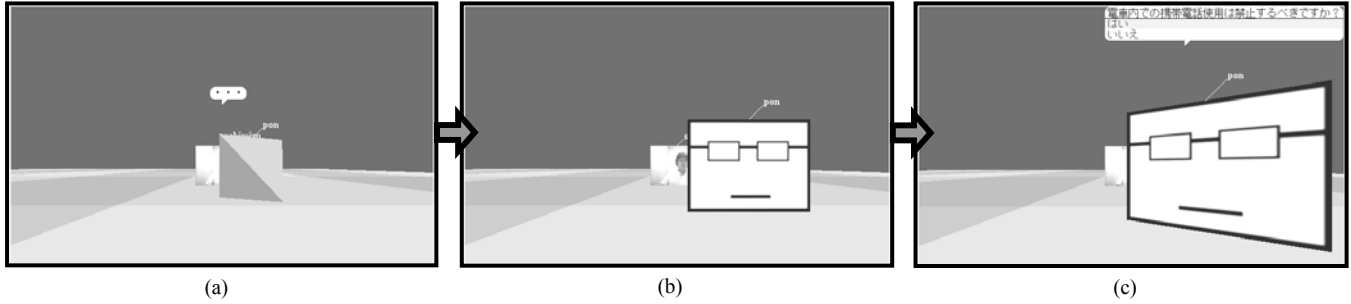 • • •
pon
pon
電車内での携帯電話使用は禁止するべきですか？
はい
いいえ
pon
(a)
(b)
(c)